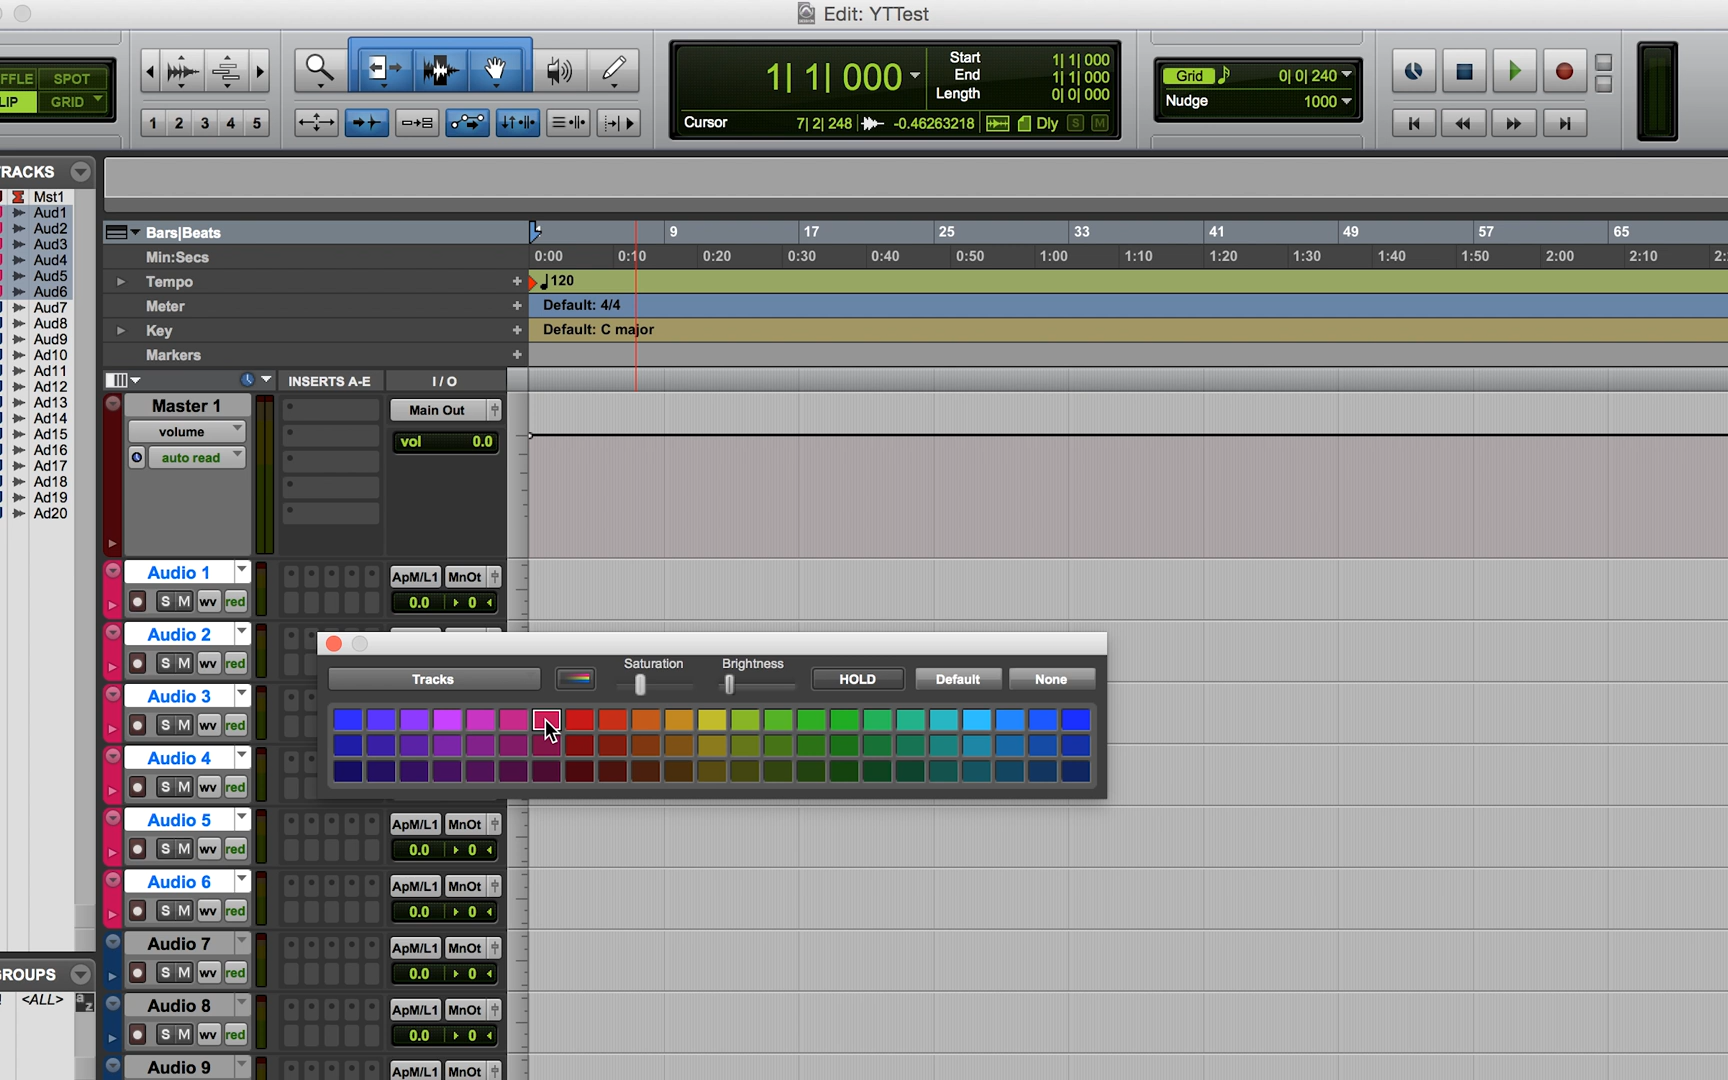 Edit: YTTest
FFLE SPOT
LIP GRID
1 2 3 4 5
1| 1| 000
Start 1| 1| 000
End 1| 1| 000
Length 0| 0| 000
Cursor 7| 2| 248 -0.46263218 Dly S M
Grid 0| 0| 240
Nudge 1000
RACKS
Mst1
Aud1
Aud2
Aud3
Aud4
Aud5
Aud6
Aud7
Aud8
Aud9
Ad10
Ad11
Ad12
Ad13
Ad14
Ad15
Ad16
Ad17
Ad18
Ad19
Ad20
Bars|Beats 9 17 25 33 41 49 57 65
Min:Secs 0:00 0:10 0:20 0:30 0:40 0:50 1:00 1:10 1:20 1:30 1:40 1:50 2:00 2:10 2:
Tempo + 120
Meter + Default: 4/4
Key + Default: C major
Markers +
INSERTS A-E I / O
Master 1 Main Out
volume vol 0.0
auto read
Audio 1 ApM/L1 MnOt
S M wv red 0.0 0
Audio 2
S M wv red
Audio 3
S M wv red
Audio 4
S M wv red
Saturation Brightness
Tracks HOLD Default None
Audio 5 ApM/L1 MnOt
S M wv red 0.0 0
Audio 6 ApM/L1 MnOt
S M wv red 0.0 0
Audio 7 ApM/L1 MnOt
S M wv red 0.0 0
Audio 8 ApM/L1 MnOt
S M wv red 0.0 0
Audio 9 ApM/L1 MnOt
ROUPS
<ALL> a z